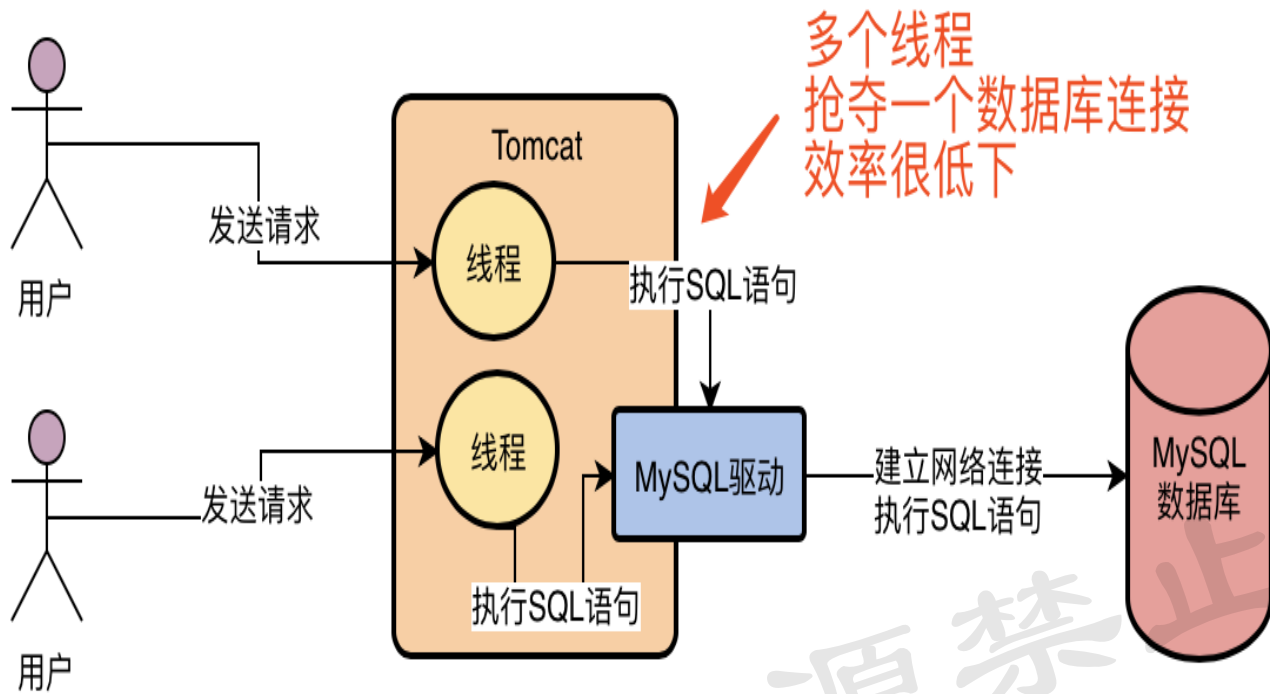 多个线程
抢夺一个数据库连接
效率很低下
Tomcat
发送请求
线程
用户
执行SQL语句
线程
MySQL驱动
建立网络连接
执行SQL语句
MySQL
数据库
发送请求
执行SQL语句
用户
源禁止